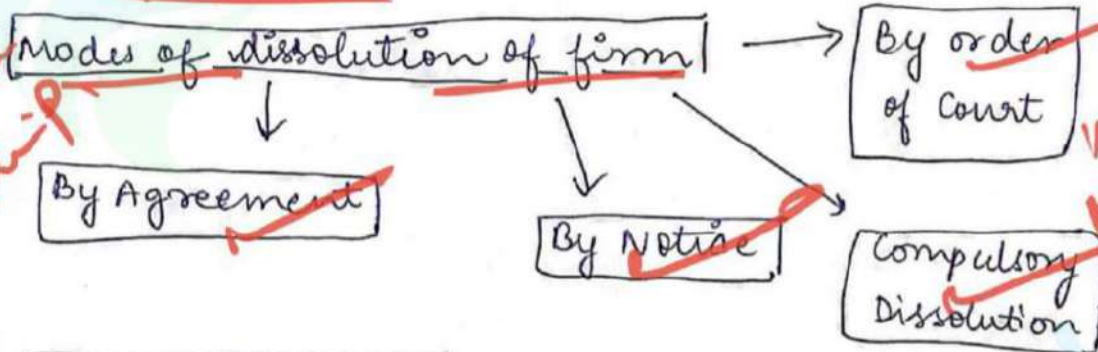 Modes of dissolution of firm
By order
of Court
By Agreement
By Notice
Compulsory
Dissolution